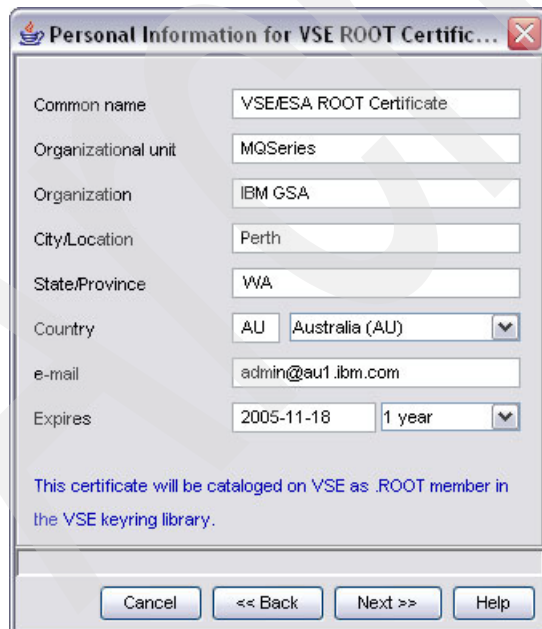 Personal Information for VSE ROOT Certific...
Common name VSE/ESA ROOT Certificate
Organizational unit MQSeries
Organization IBM GSA
City/Location Perth
State/Province WA
Country AU Australia (AU)
e-mail admin@au1.ibm.com
Expires 2005-11-18 1 year
This certificate will be cataloged on VSE as .ROOT member in
the VSE keyring library.
Cancel << Back Next >> Help